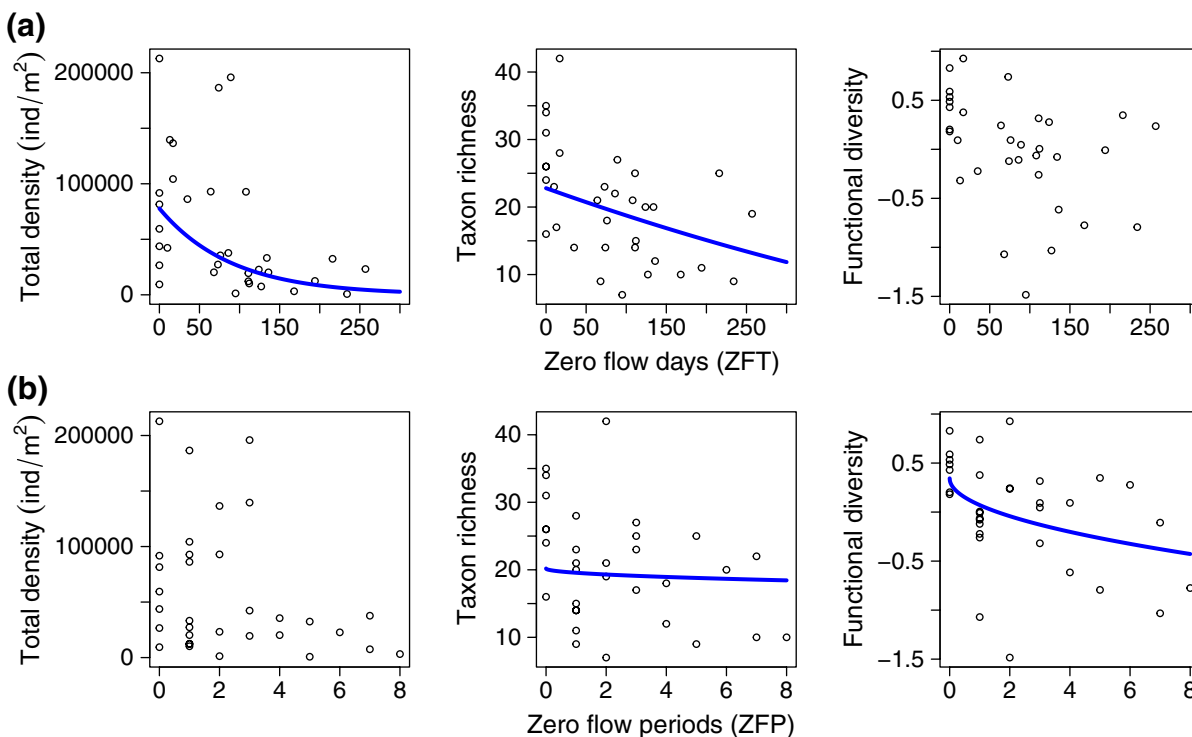 (a)
Total density (ind/m²)
200000
100000
0
0 50 150 250
Taxon richness
40
30
20
10
0 50 150 250
Zero flow days (ZFT)
Functional diversity
0.5
−0.5
−1.5
0 50 150 250
(b)
Total density (ind/m²)
200000
100000
0
0 2 4 6 8
Taxon richness
40
30
20
10
0 2 4 6 8
Zero flow periods (ZFP)
Functional diversity
0.5
−0.5
−1.5
0 2 4 6 8